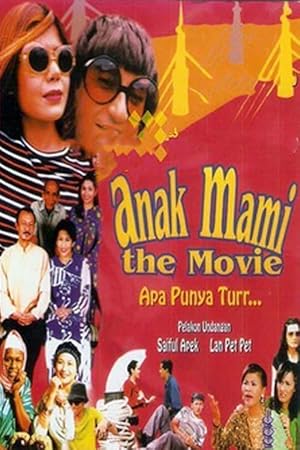 anak Mami
the Movie
Apa Punya Turr...
Pelakon Undangan
Saiful Apek Lan Pet Pet